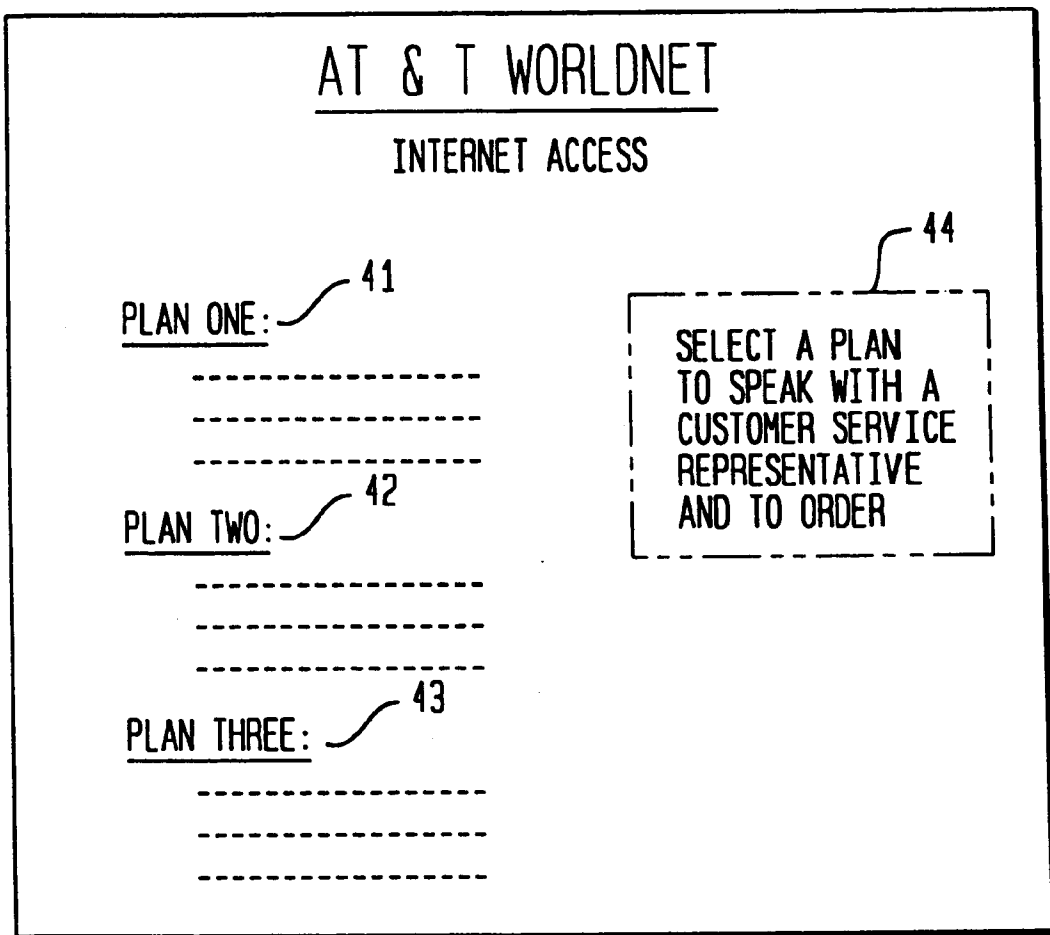 AT & T WORLDNET
INTERNET ACCESS
44
41
PLAN ONE:
SELECT A PLAN
TO SPEAK WITH A
CUSTOMER SERVICE
REPRESENTATIVE
AND TO ORDER
42
PLAN TWO:
43
PLAN THREE: